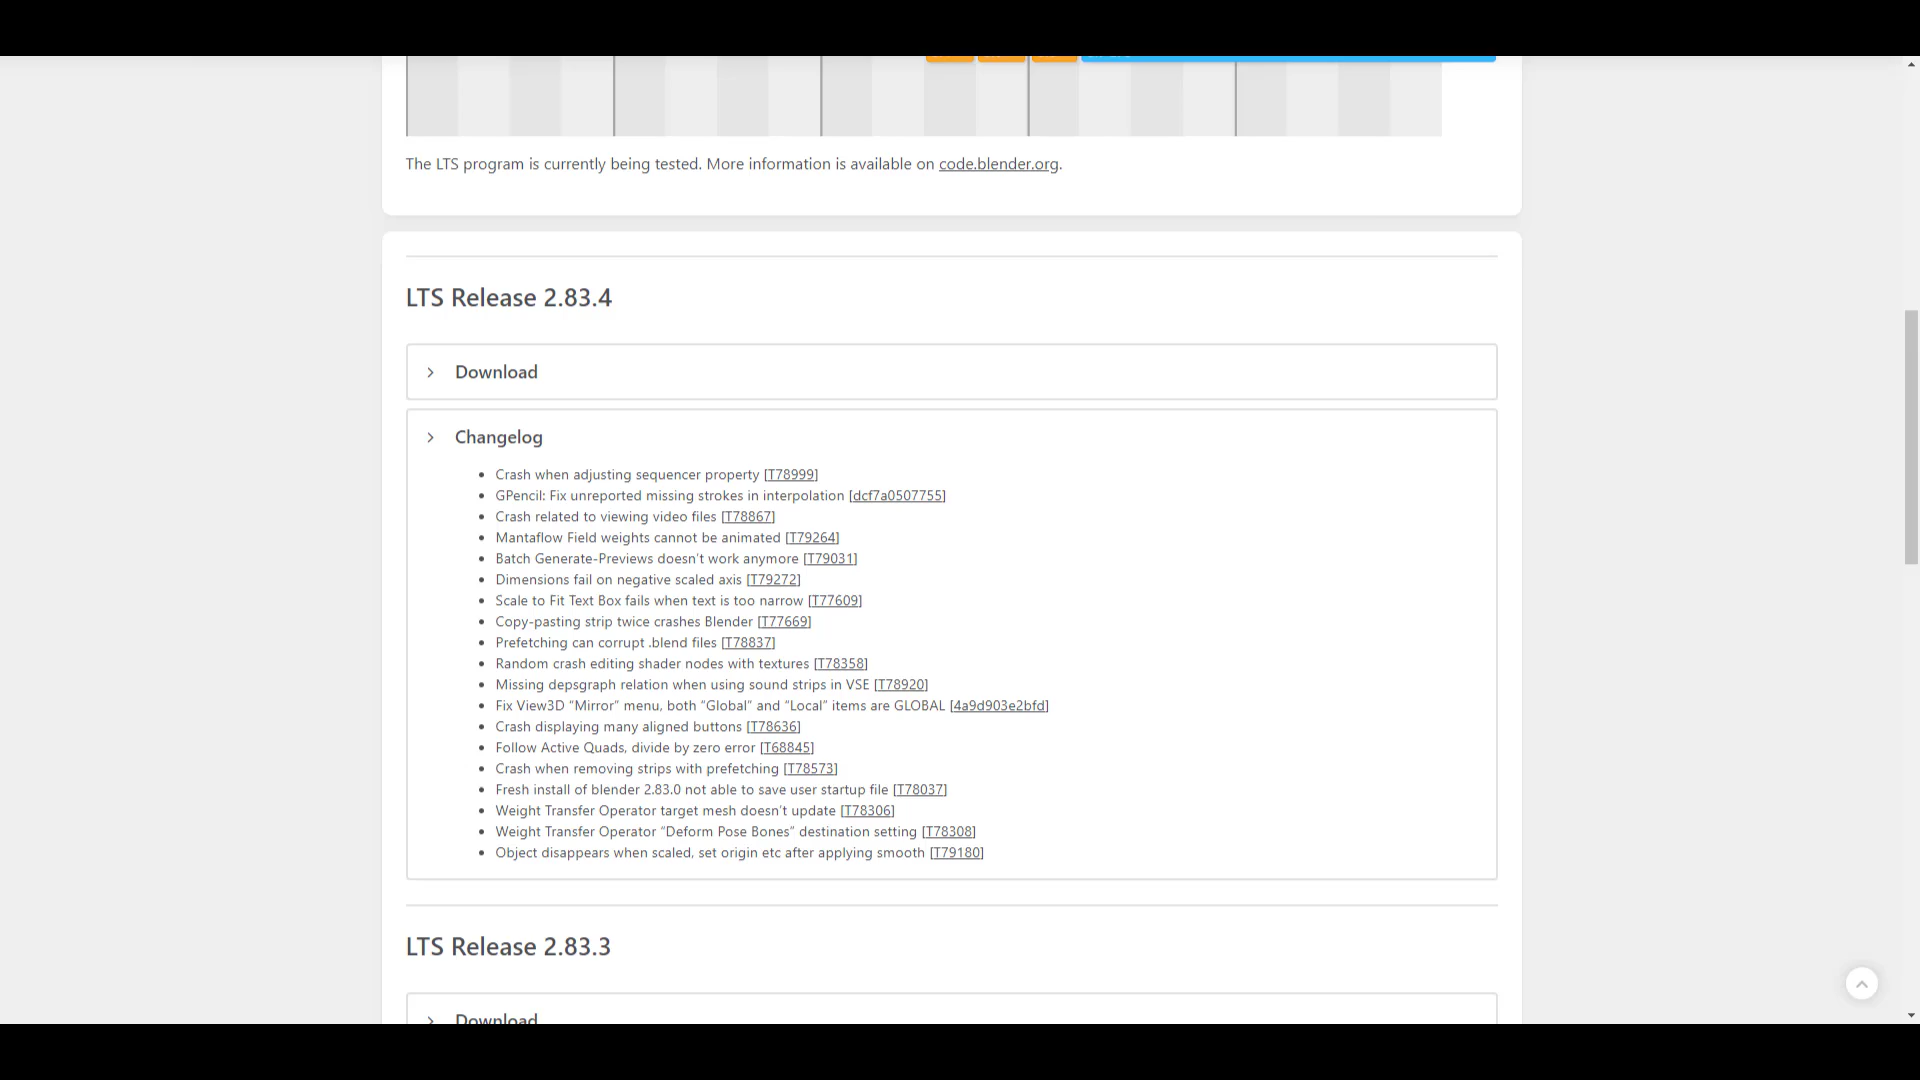 The LTS program is currently being tested. More information is available on code.blender.org.
LTS Release 2.83.4
Download
Changelog
Crash when adjusting sequencer property [T78999]
GPencil: Fix unreported missing strokes in interpolation [dcf7a0507755]
Crash related to viewing video files [T78867]
Mantaflow Field weights cannot be animated [T79264]
Batch Generate-Previews doesn’t work anymore [T79031]
Dimensions fail on negative scaled axis [T79272]
Scale to Fit Text Box fails when text is too narrow [T77609]
Copy-pasting strip twice crashes Blender [T77669]
Prefetching can corrupt .blend files [T78837]
Random crash editing shader nodes with textures [T78358]
Missing depsgraph relation when using sound strips in VSE [T78920]
Fix View3D “Mirror” menu, both “Global” and “Local” items are GLOBAL [4a9d903e2bfd]
Crash displaying many aligned buttons [T78636]
Follow Active Quads, divide by zero error [T68845]
Crash when removing strips with prefetching [T78573]
Fresh install of blender 2.83.0 not able to save user startup file [T78037]
Weight Transfer Operator target mesh doesn’t update [T78306]
Weight Transfer Operator “Deform Pose Bones” destination setting [T78308]
Object disappears when scaled, set origin etc after applying smooth [T79180]
LTS Release 2.83.3
Download